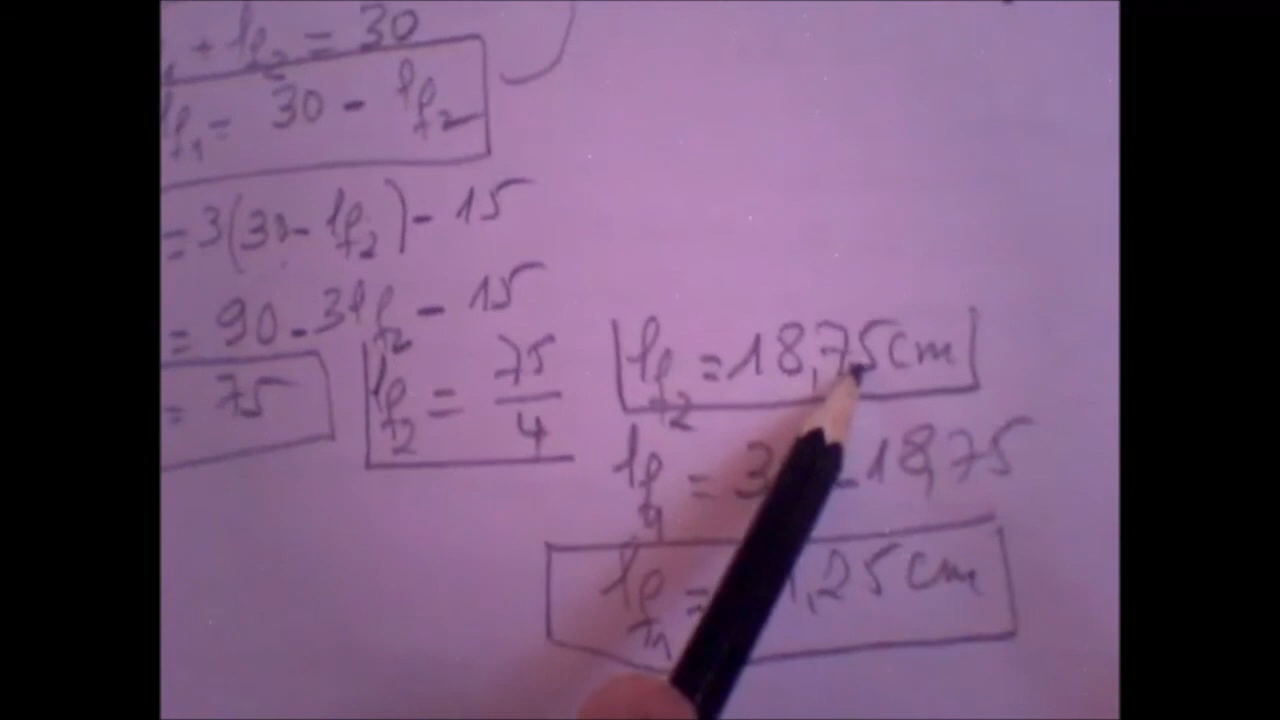 + lf₂ = 30
lf₁ = 30 - lf₂
= 3(30 - lf₂) - 15
= 90 - 3lf₂ - 15
= 75
lf₂ = 75/4
lf₂ = 18,75 cm
lf₁ = 3 - 18,75
lf₁ = 1,25 cm